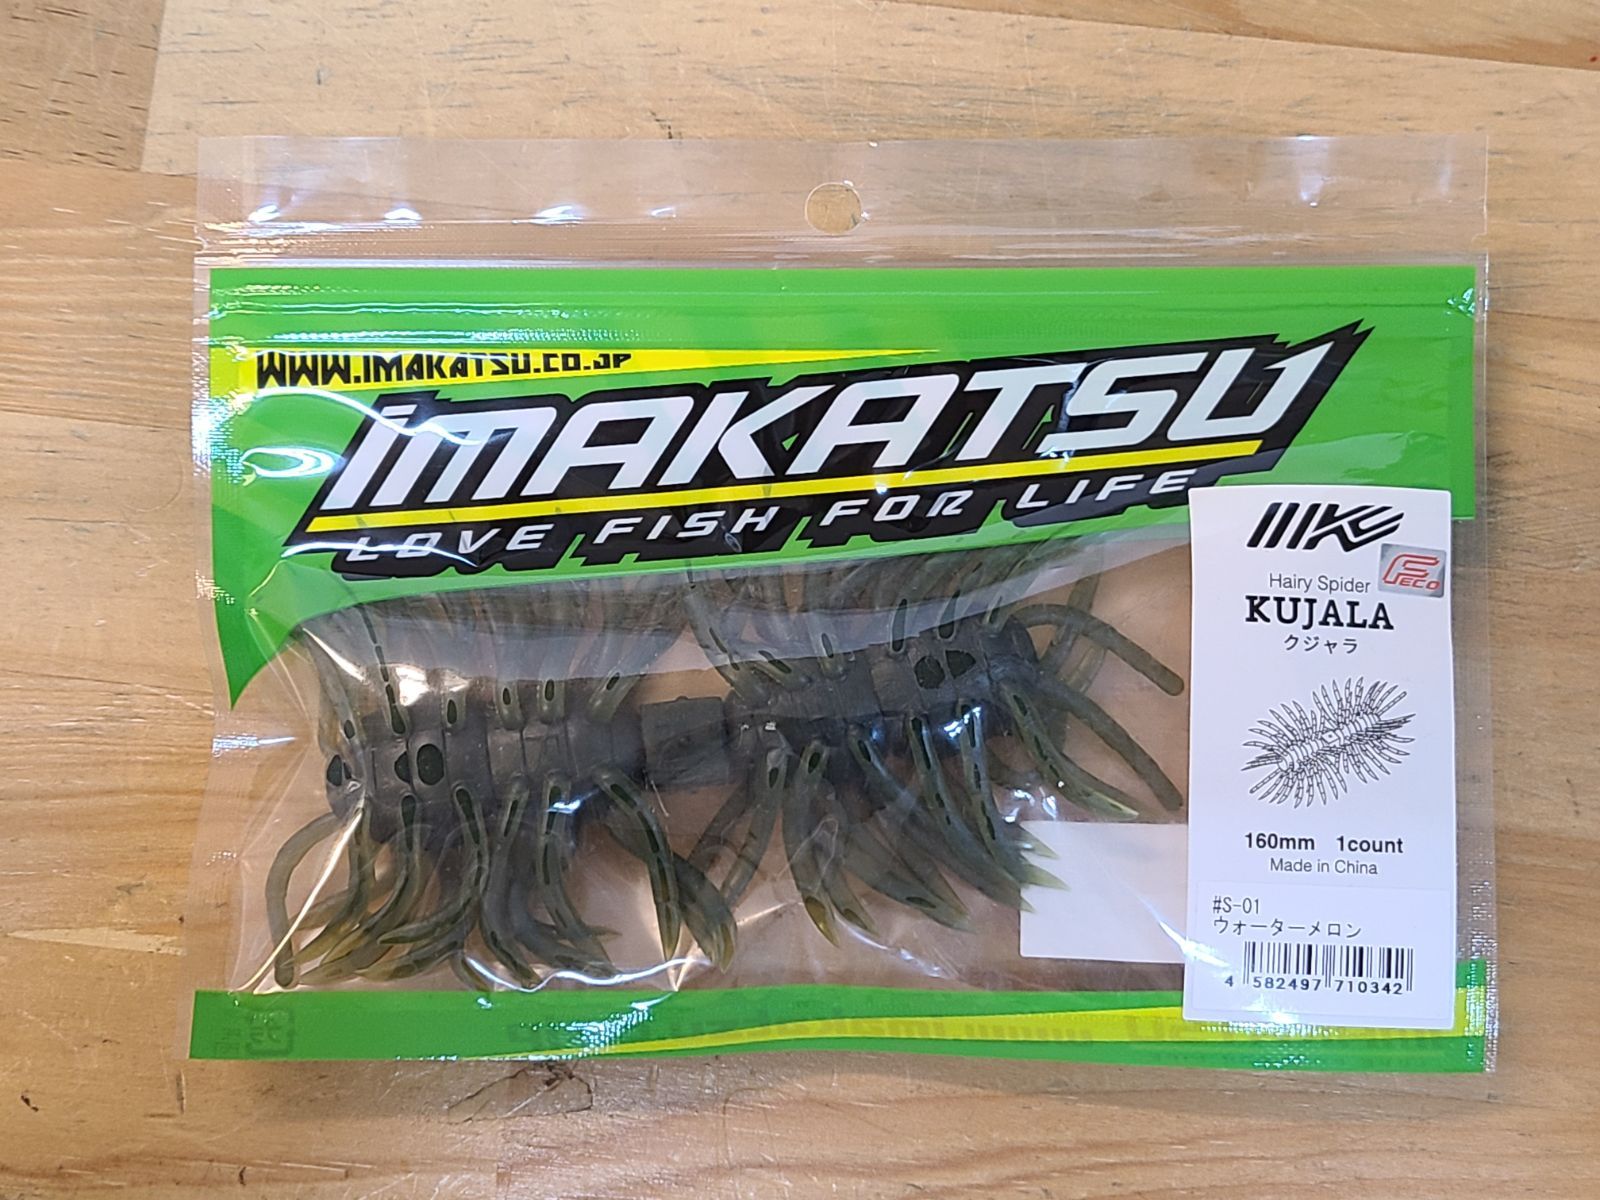 WWW.IMAKATSU.CO.JP
IMAKATSU
LOVE FISH FOR LIFE
IK
FECO
Hairy Spider
KUJALA
クジャラ
160mm 1count
Made in China
#S-01
ウォーターメロン
4 582497 710342